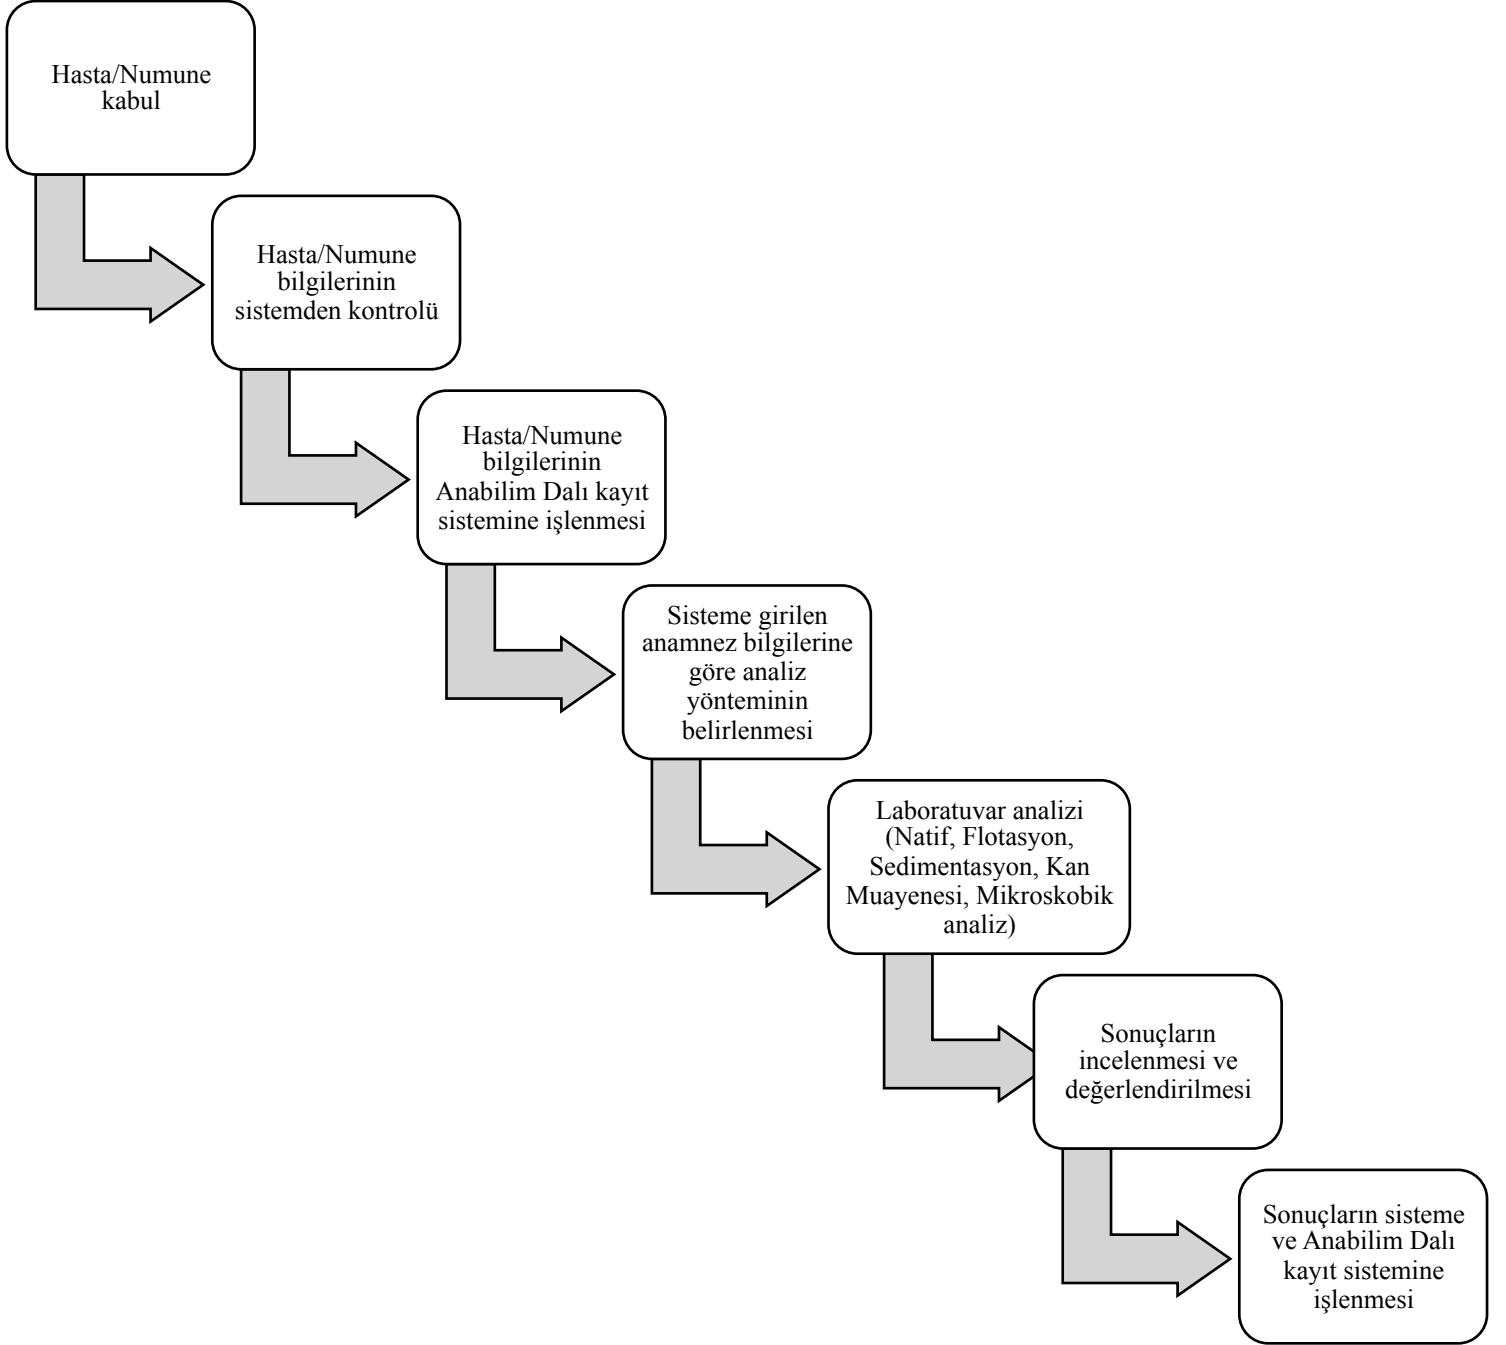 Hasta/Numune
kabul
Hasta/Numune
bilgilerinin
sistemden kontrolü
Hasta/Numune
bilgilerinin
Anabilim Dalı kayıt
sistemine işlenmesi
Sisteme girilen
anamnez bilgilerine
göre analiz
yönteminin
belirlenmesi
Laboratuvar analizi
(Natif, Flotasyon,
Sedimentasyon, Kan
Muayenesi, Mikroskobik
analiz)
Sonuçların
incelenmesi ve
değerlendirilmesi
Sonuçların sisteme
ve Anabilim Dalı
kayıt sistemine
işlenmesi